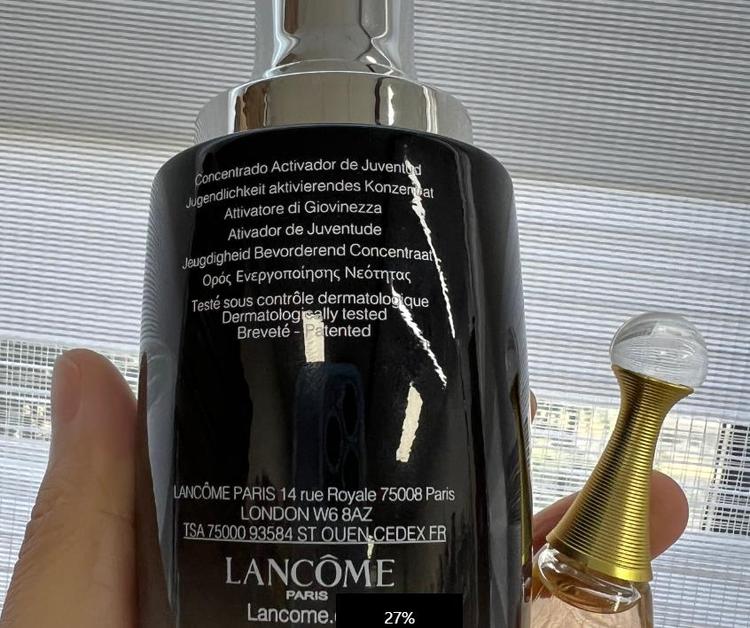 Concentrado Activador de Juventud
Jugendlichkeit aktivierendes Konzentrat
Attivatore di Giovinezza
Ativador de Juventude
Jeugdigheid Bevorderend Concentraat
Ορός Ενεργοποίησης Νεότητας
Testé sous contrôle dermatologique
Dermatologically tested
Breveté - Patented
LANCÔME PARIS 14 rue Royale 75008 Paris
LONDON W6 8AZ
TSA 75000 93584 ST OUEN CEDEX FR
LANCÔME
PARIS
Lancome.
27%